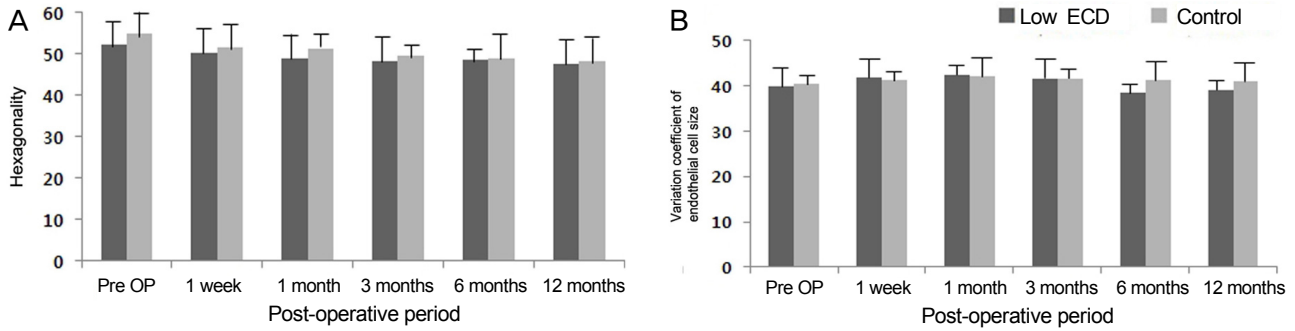 A
60
50
40
30
20
10
0
Hexagonality
Pre OP 1 week 1 month 3 months 6 months 12 months
Post-operative period
B
Low ECD Control
50
40
30
20
10
0
Variation coefficient of
endothelial cell size
Pre OP 1 week 1 month 3 months 6 months 12 months
Post-operative period